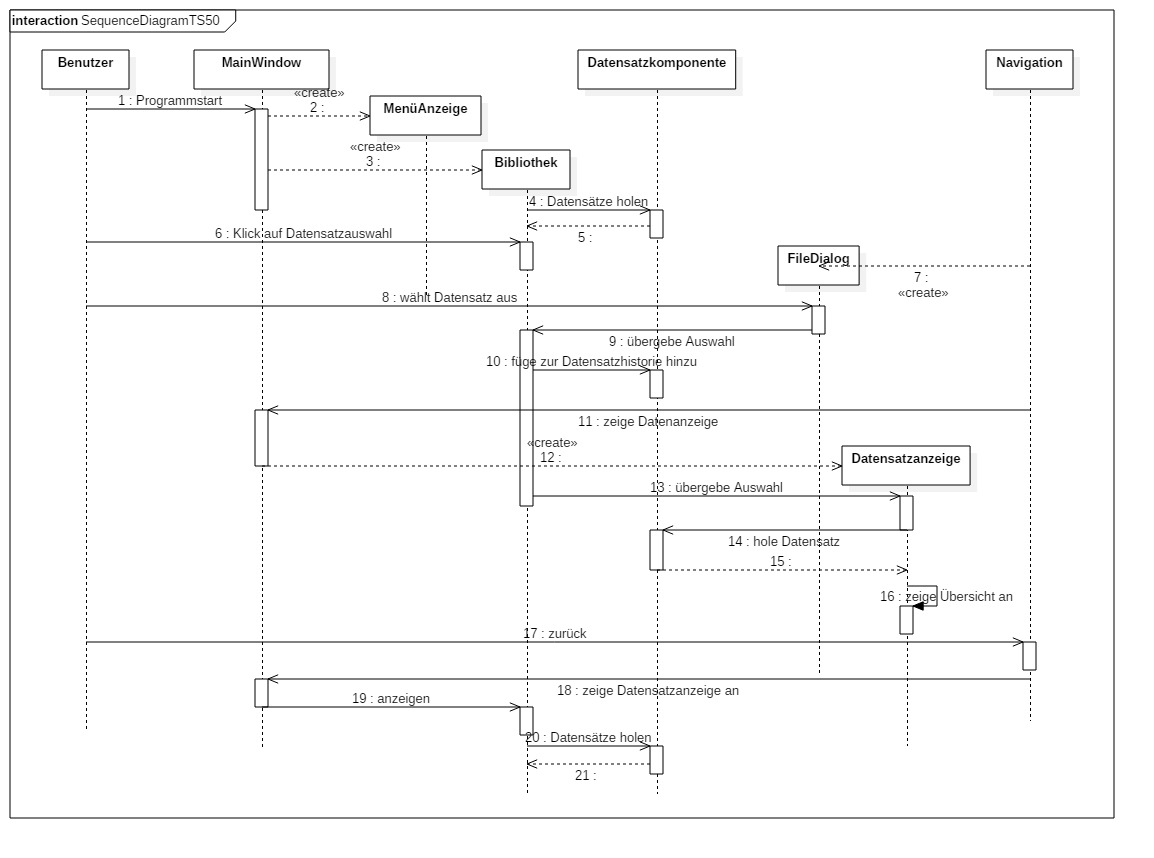 interaction SequenceDiagramTS50
Benutzer
MainWindow
Datensatzkomponente
Navigation
1 : Programmstart
«create»
2 :
MenüAnzeige
«create»
3 :
Bibliothek
4 : Datensätze holen
5 :
6 : Klick auf Datensatzauswahl
FileDialog
7 :
«create»
8 : wählt Datensatz aus
9 : übergebe Auswahl
10 : füge zur Datensatzhistorie hinzu
11 : zeige Datenanzeige
«create»
12 :
Datensatzanzeige
13 : übergebe Auswahl
14 : hole Datensatz
15 :
16 : zeige Übersicht an
17 : zurück
18 : zeige Datensatzanzeige an
19 : anzeigen
20 : Datensätze holen
21 :